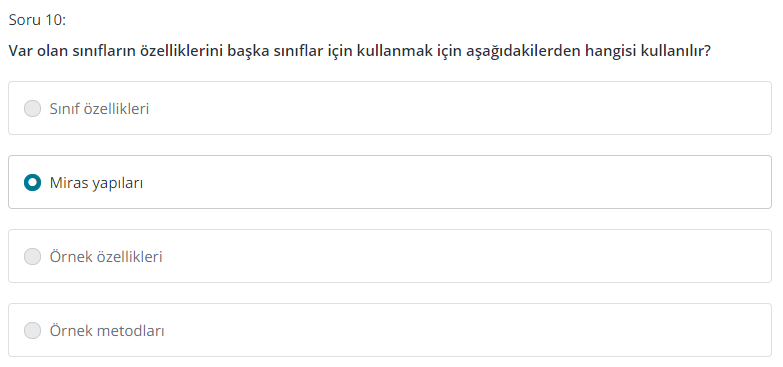 Soru 10:
Var olan sınıfların özelliklerini başka sınıflar için kullanmak için aşağıdakilerden hangisi kullanılır?
Sınıf özellikleri
Miras yapıları
Örnek özellikleri
Örnek metodları